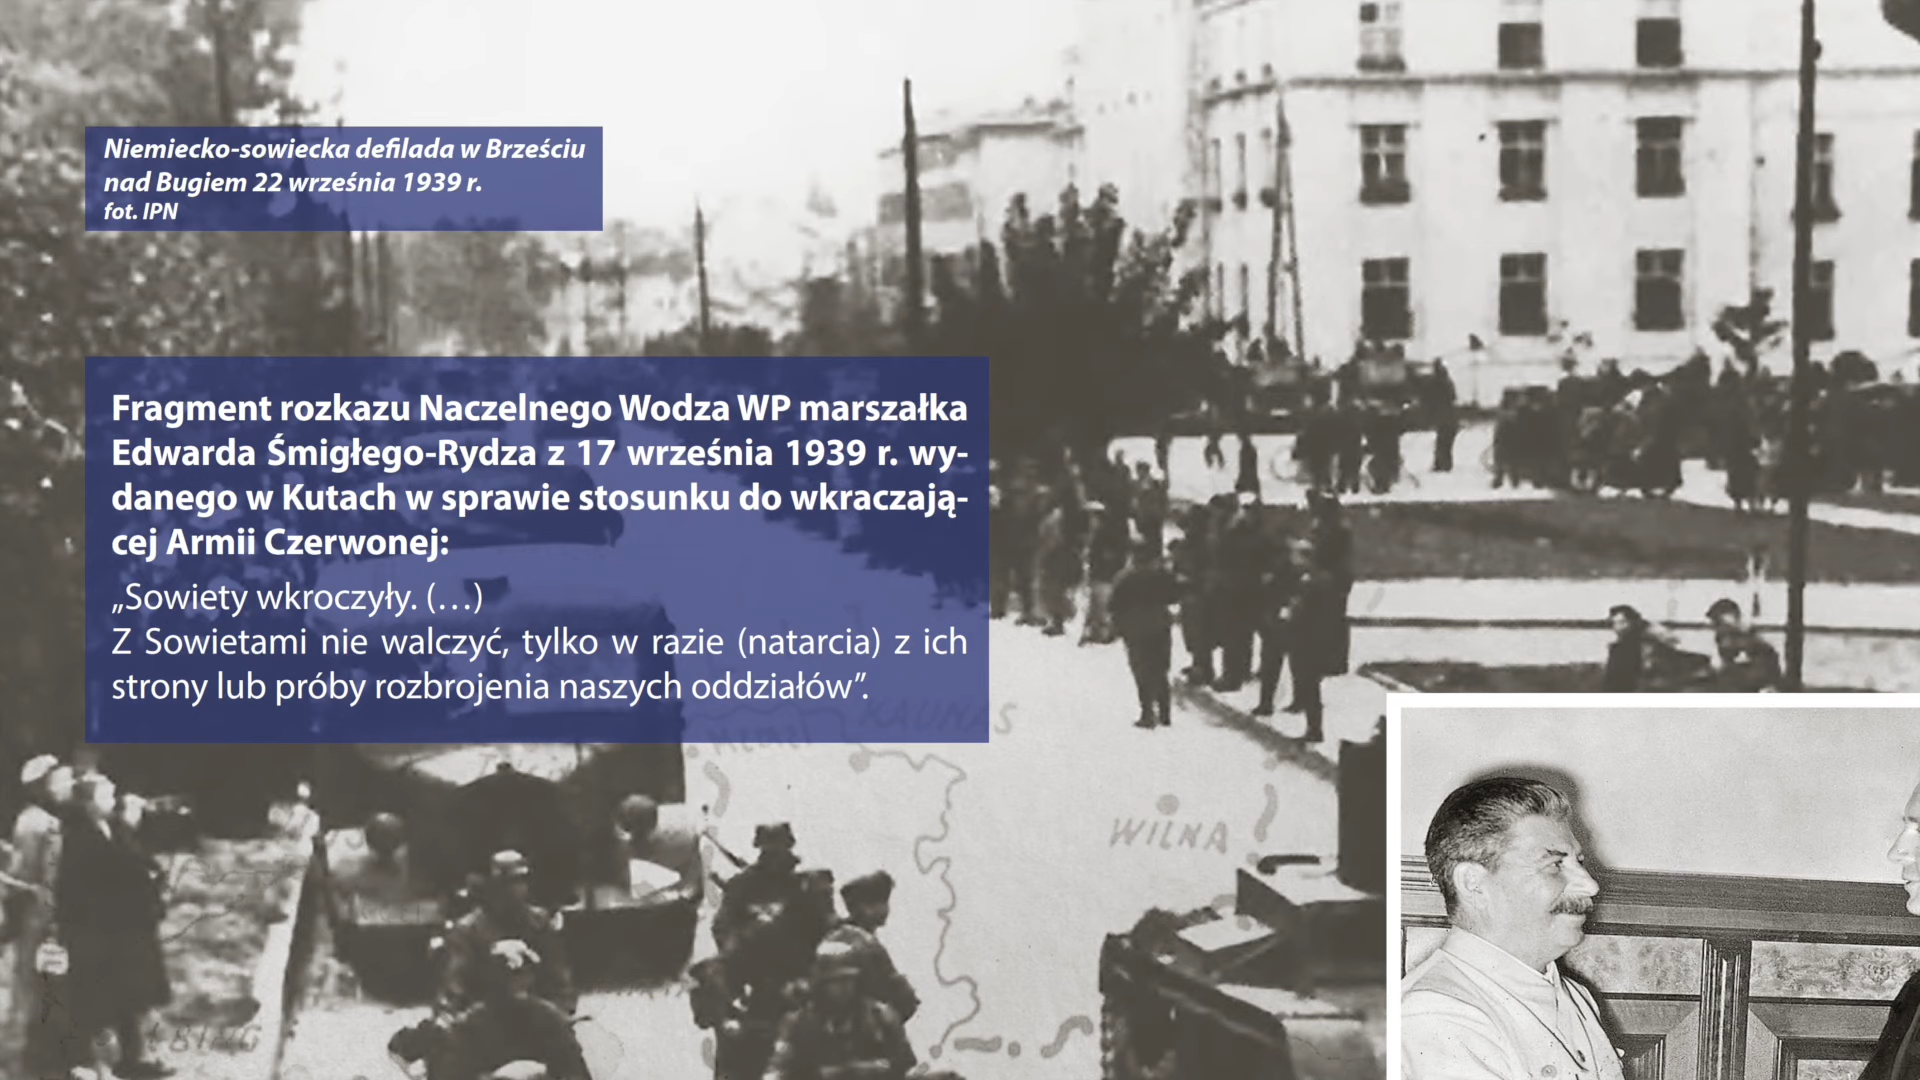 Niemiecko-sowiecka defilada w Brześciu
nad Bugiem 22 września 1939 r.
fot. IPN
Fragment rozkazu Naczelnego Wodza WP marszałka
Edwarda Śmigłego-Rydza z 17 września 1939 r. wy-
danego w Kutach w sprawie stosunku do wkraczają-
cej Armii Czerwonej:
„Sowiety wkroczyły. (…)
Z Sowietami nie walczyć, tylko w razie (natarcia) z ich
strony lub próby rozbrojenia naszych oddziałów”.
KAUNAS
MEMEL
WILNA